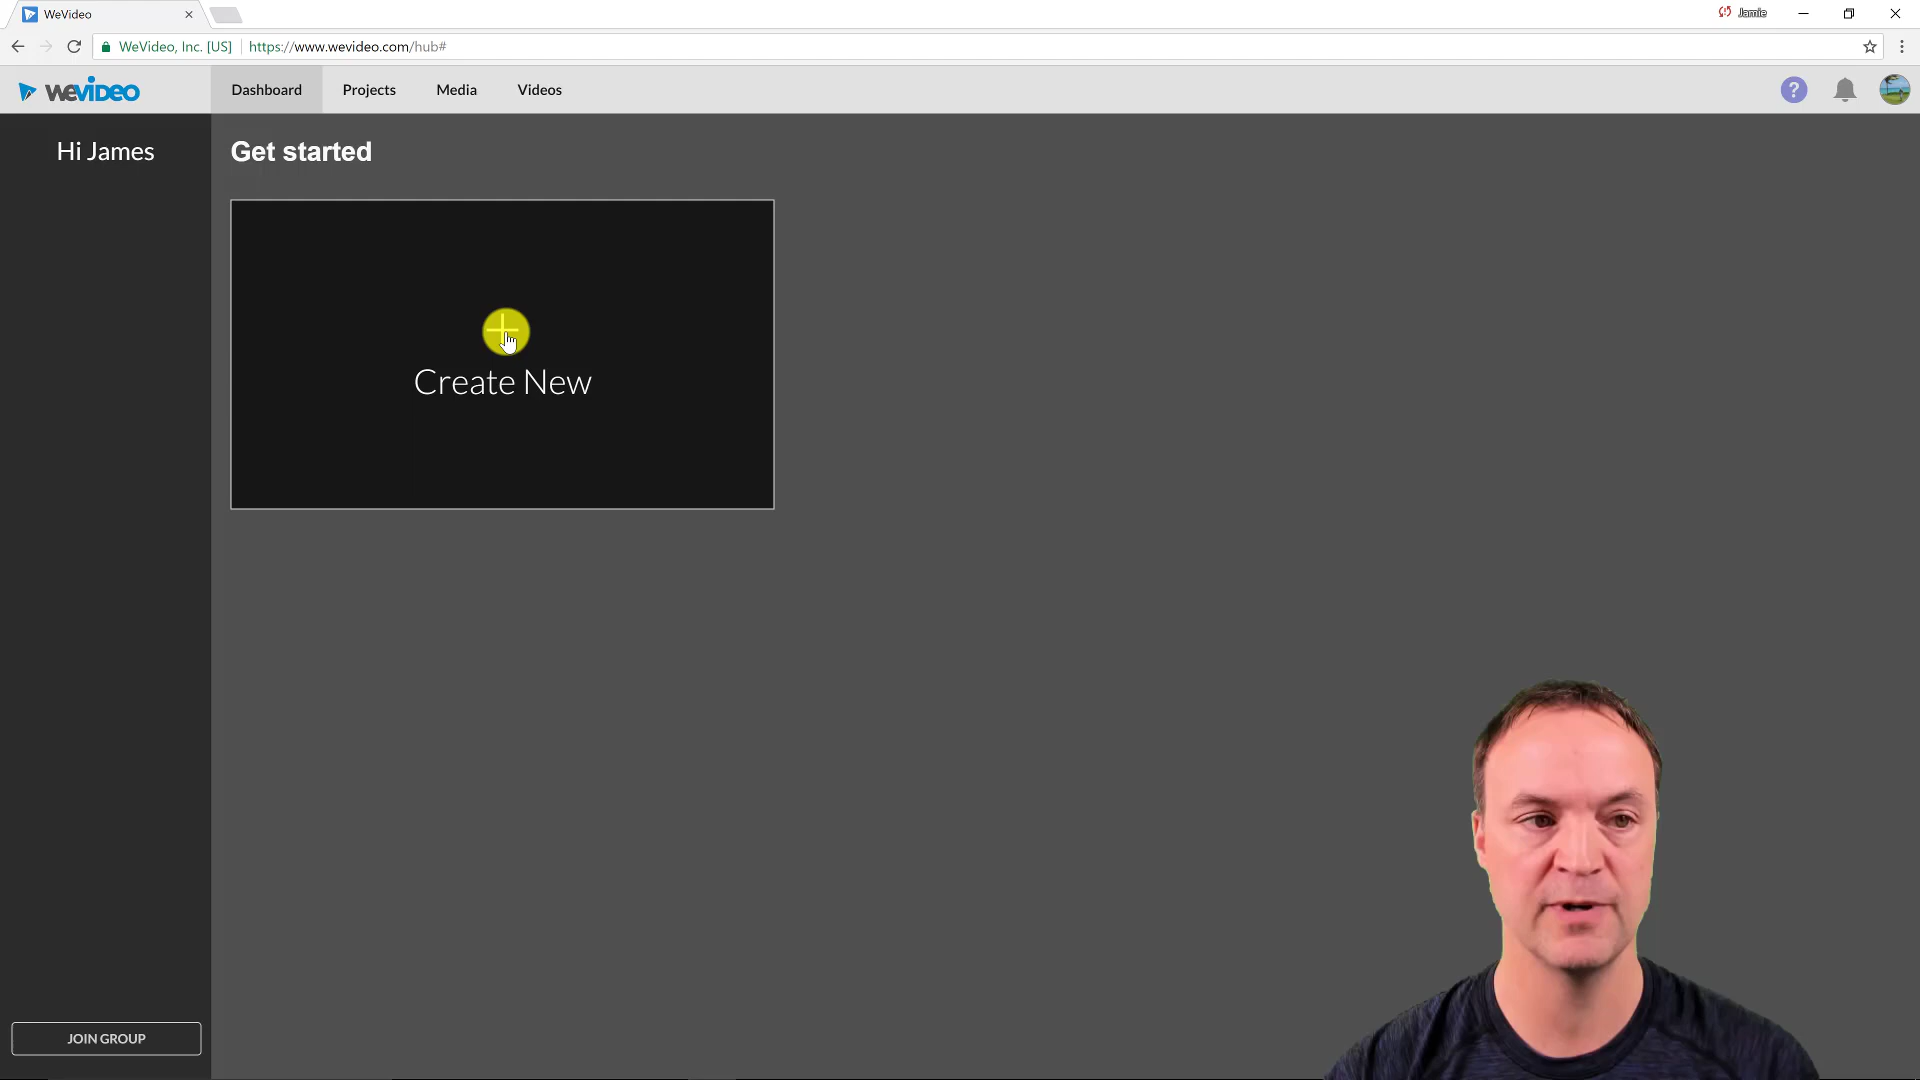 WeVideo
Jamie
WeVideo, Inc. [US]
https://www.wevideo.com/hub#
WEVIDEO
Dashboard
Projects
Media
Videos
?
Hi James
Get started
Create New
JOIN GROUP